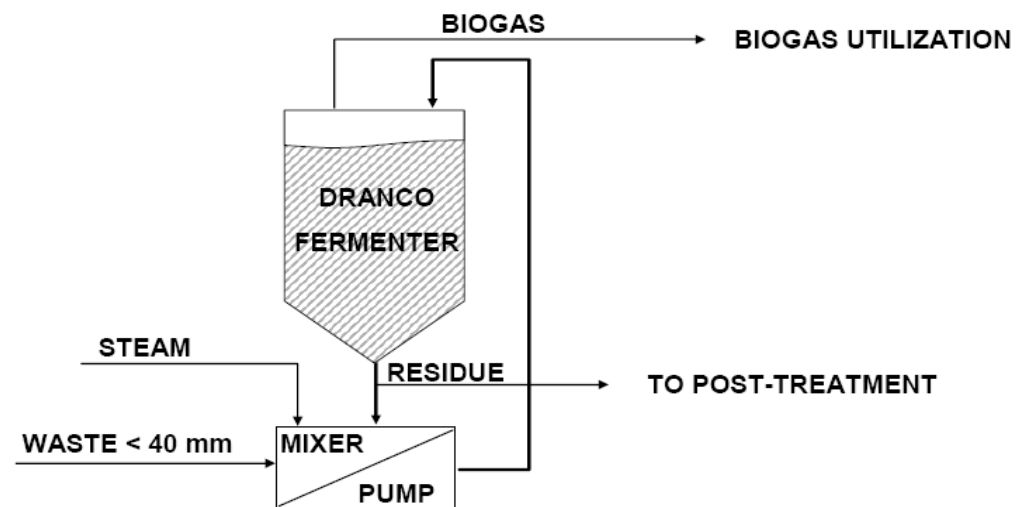 BIOGAS
BIOGAS UTILIZATION
DRANCO
FERMENTER
STEAM
RESIDUE
TO POST-TREATMENT
WASTE < 40 mm
MIXER
PUMP